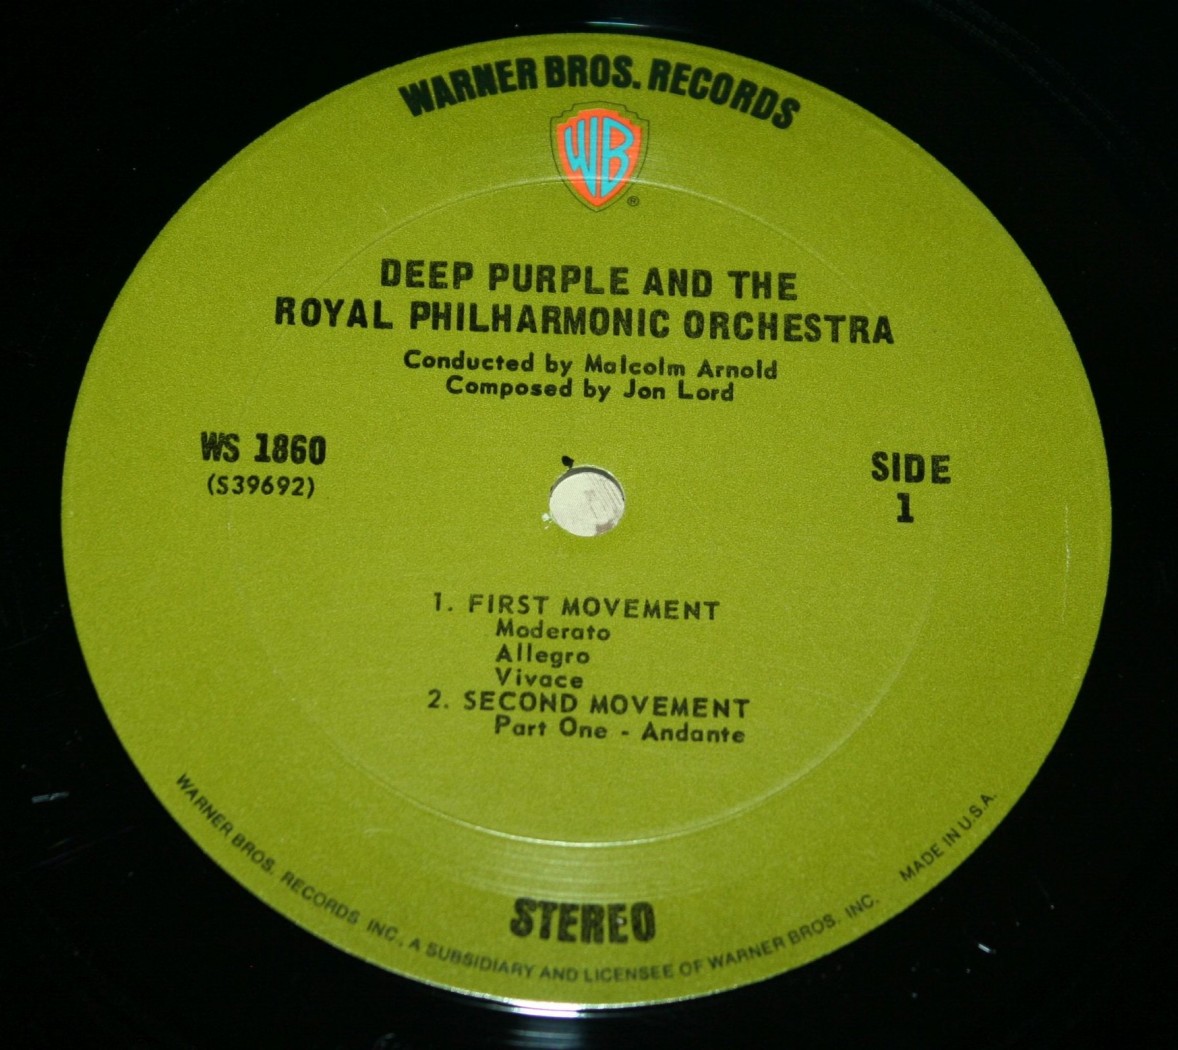 WARNER BROS. RECORDS
WB
®
DEEP PURPLE AND THE
ROYAL PHILHARMONIC ORCHESTRA
Conducted by Malcolm Arnold
Composed by Jon Lord
WS 1860
(S39692)
SIDE
1
1. FIRST MOVEMENT
Moderato
Allegro
Vivace
2. SECOND MOVEMENT
Part One - Andante
STEREO
WARNER BROS. RECORDS INC., A SUBSIDIARY AND LICENSEE OF WARNER BROS. INC. MADE IN U.S.A.